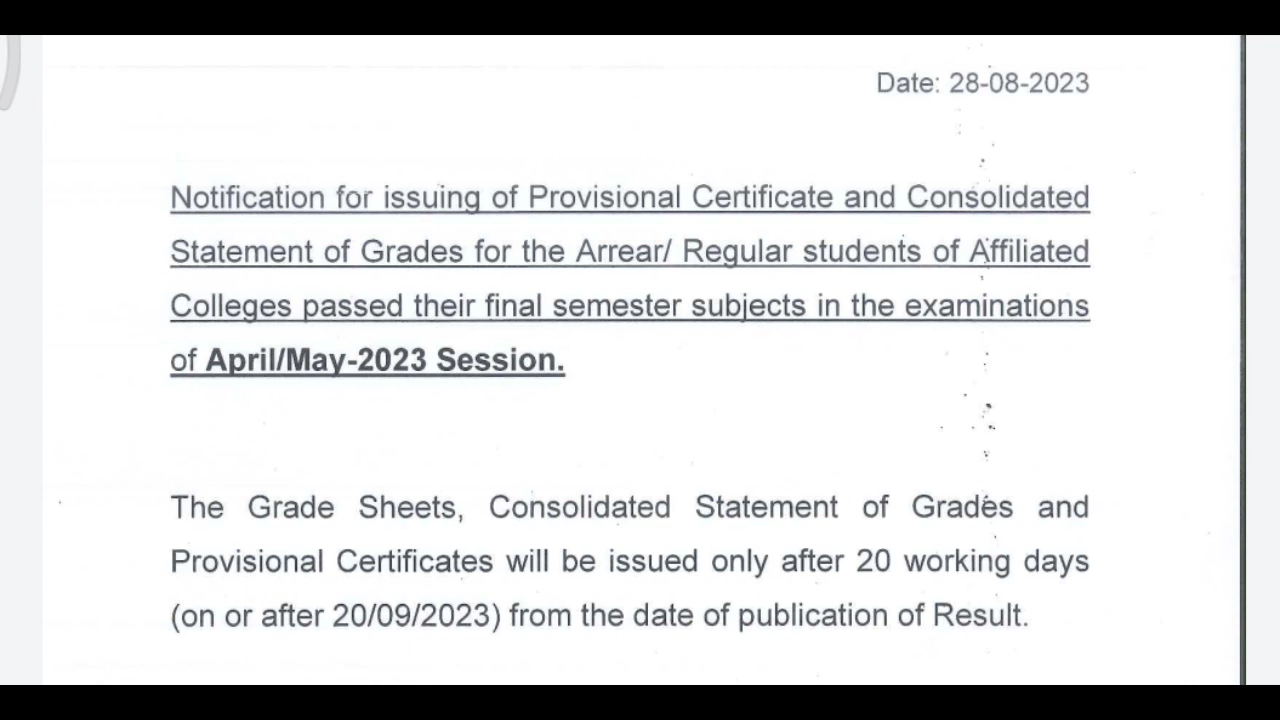 Date: 28-08-2023
Notification for issuing of Provisional Certificate and Consolidated
Statement of Grades for the Arrear/ Regular students of Affiliated
Colleges passed their final semester subjects in the examinations
of April/May-2023 Session.
The Grade Sheets, Consolidated Statement of Grades and
Provisional Certificates will be issued only after 20 working days
(on or after 20/09/2023) from the date of publication of Result.